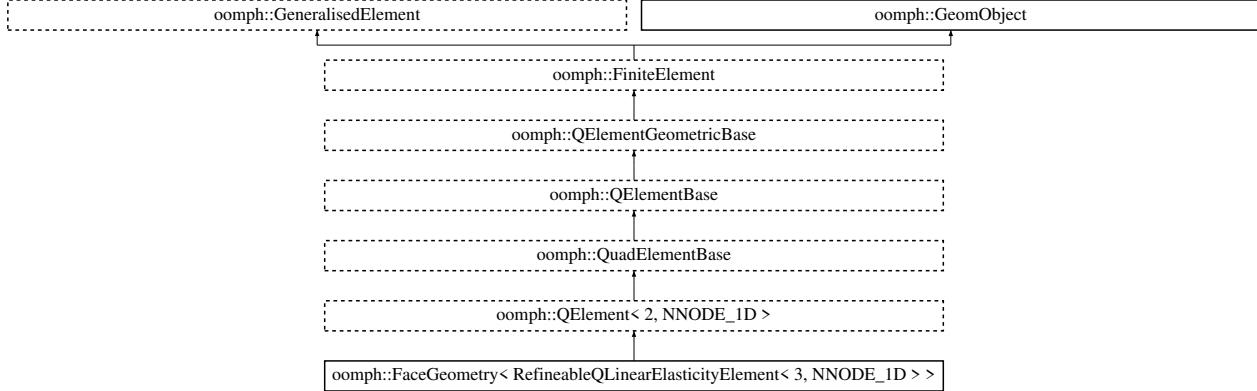 oomph::GeneralisedElement
oomph::GeomObject
oomph::FiniteElement
oomph::QElementGeometricBase
oomph::QElementBase
oomph::QuadElementBase
oomph::QElement< 2, NNODE_1D >
oomph::FaceGeometry< RefineableQLinearElasticityElement< 3, NNODE_1D > >